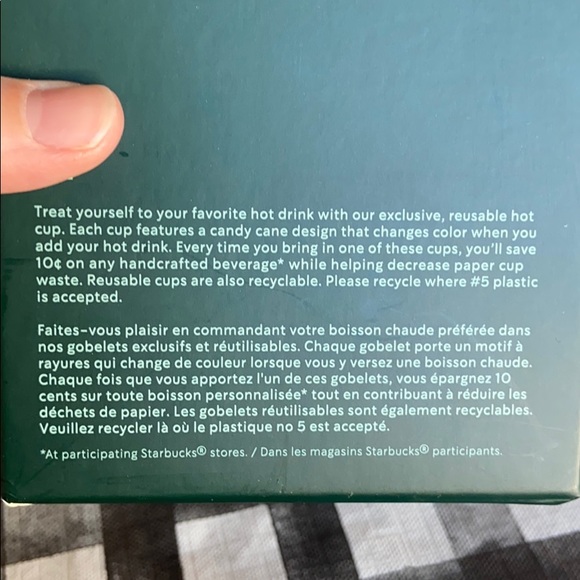 Treat yourself to your favorite hot drink with our exclusive, reusable hot
cup. Each cup features a candy cane design that changes color when you
add your hot drink. Every time you bring in one of these cups, you'll save
10¢ on any handcrafted beverage* while helping decrease paper cup
waste. Reusable cups are also recyclable. Please recycle where #5 plastic
is accepted.
Faites-vous plaisir en commandant votre boisson chaude préférée dans
nos gobelets exclusifs et réutilisables. Chaque gobelet porte un motif à
rayures qui change de couleur lorsque vous y versez une boisson chaude.
Chaque fois que vous apportez l'un de ces gobelets, vous épargnez 10
cents sur toute boisson personnalisée* tout en contribuant à réduire les
déchets de papier. Les gobelets réutilisables sont également recyclables.
Veuillez recycler là où le plastique no 5 est accepté.
*At participating Starbucks® stores. / Dans les magasins Starbucks® participants.